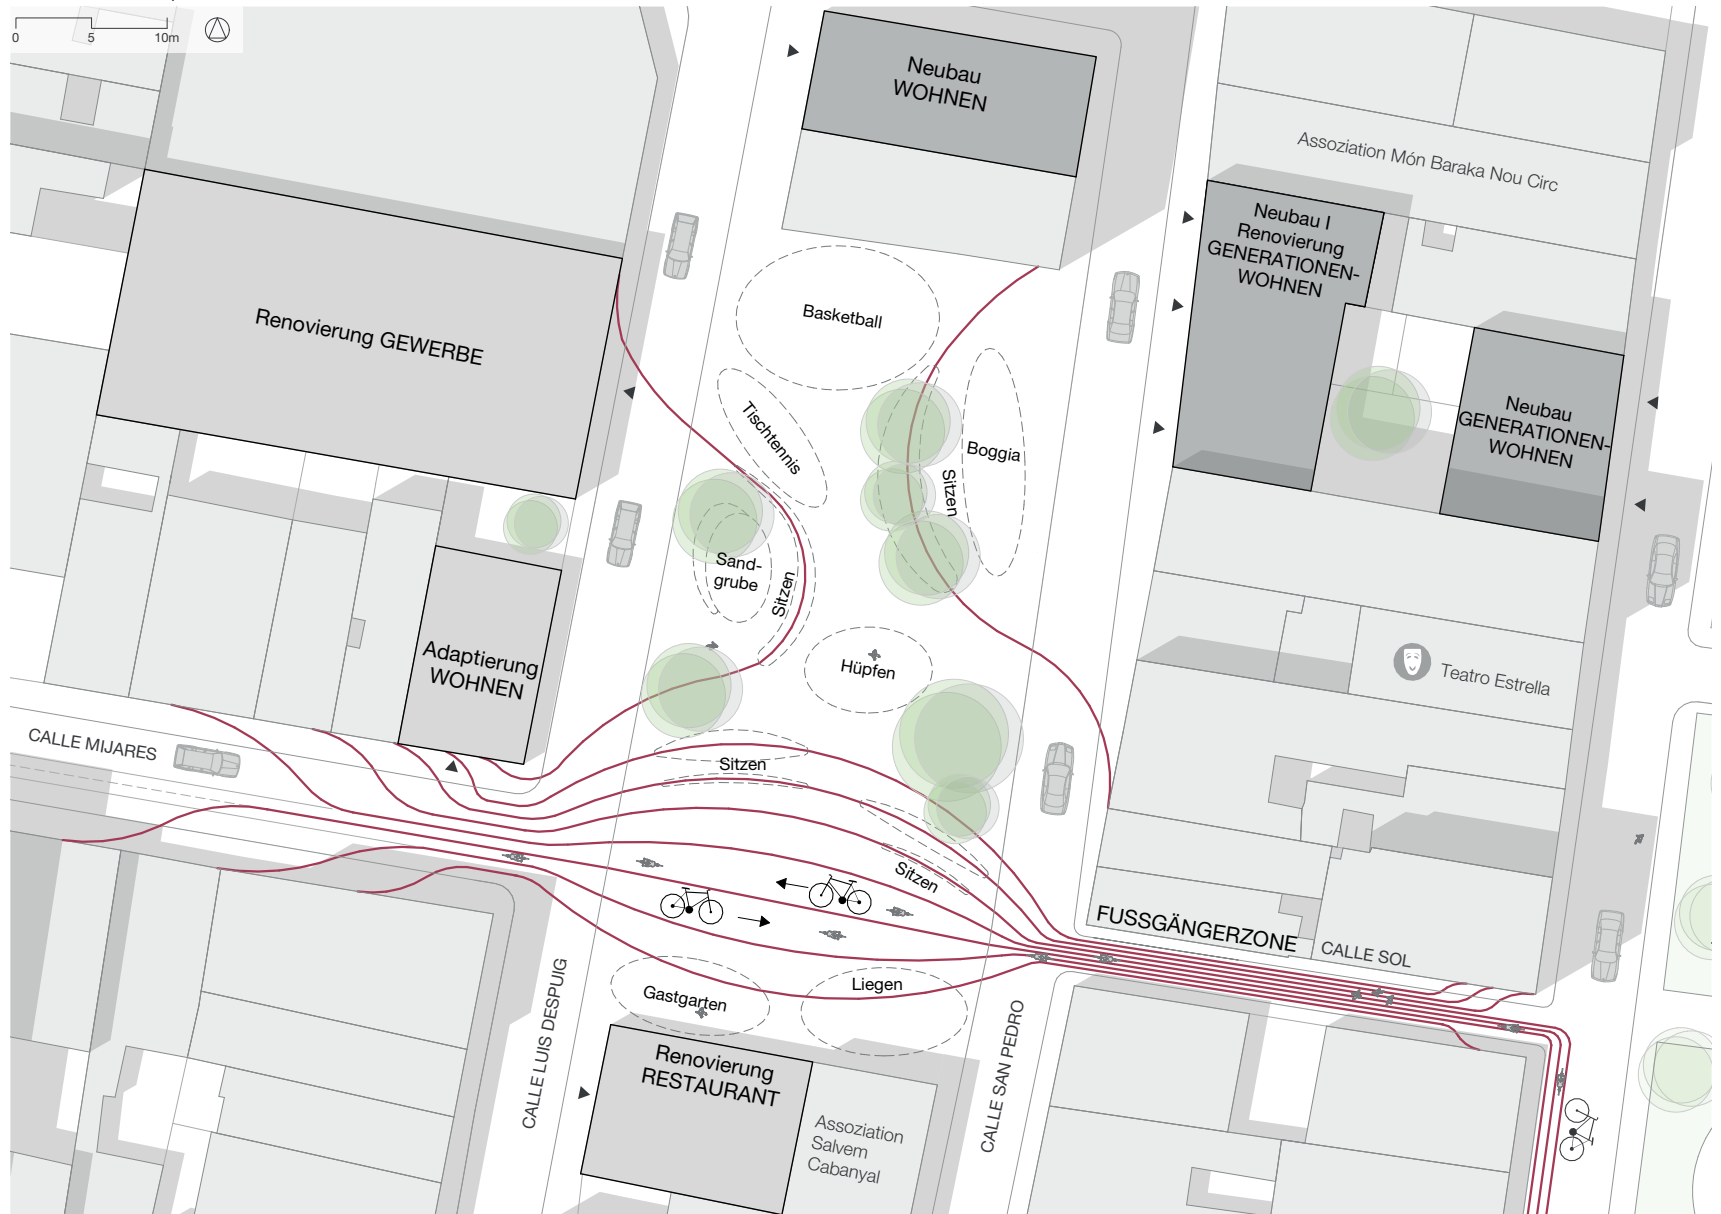 0 5 10m
Neubau
WOHNEN
Assoziation Món Baraka Nou Circ
Neubau I
Renovierung
GENERATIONEN-
WOHNEN
Renovierung GEWERBE
Basketball
Tischtennis
Boggia
Sitzen
Neubau
GENERATIONEN-
WOHNEN
Sand-
grube
Sitzen
Adaptierung
WOHNEN
Hüpfen
Teatro Estrella
CALLE MIJARES
Sitzen
Sitzen
FUSSGÄNGERZONE
CALLE SOL
Gastgarten
Liegen
CALLE LUIS DESPUIG
CALLE SAN PEDRO
Renovierung
RESTAURANT
Assoziation
Salvem
Cabanyal